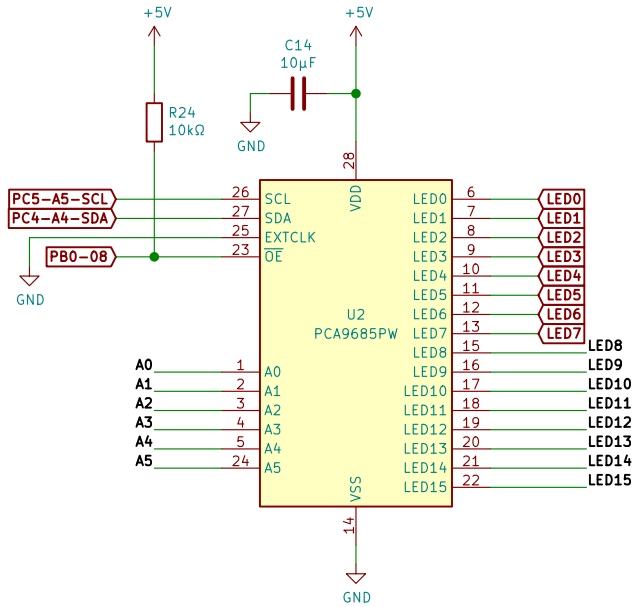 +5V
+5V
C14
10µF
R24
10kΩ
GND
28
VDD
PC5-A5-SCL
26
SCL
LED0
6
LED0
PC4-A4-SDA
27
SDA
LED1
7
LED1
25
EXTCLK
LED2
8
LED2
PB0-08
23
OE
LED3
9
LED3
GND
LED4
10
LED4
LED5
11
LED5
U2
LED6
12
LED6
PCA9685PW
LED7
13
LED7
LED8
15
LED8
A0
1
A0
LED9
16
LED9
A1
2
A1
LED10
17
LED10
A2
3
A2
LED11
18
LED11
A3
4
A3
LED12
19
LED12
A4
5
A4
LED13
20
LED13
A5
24
A5
LED14
21
LED14
LED15
22
LED15
VSS
14
GND